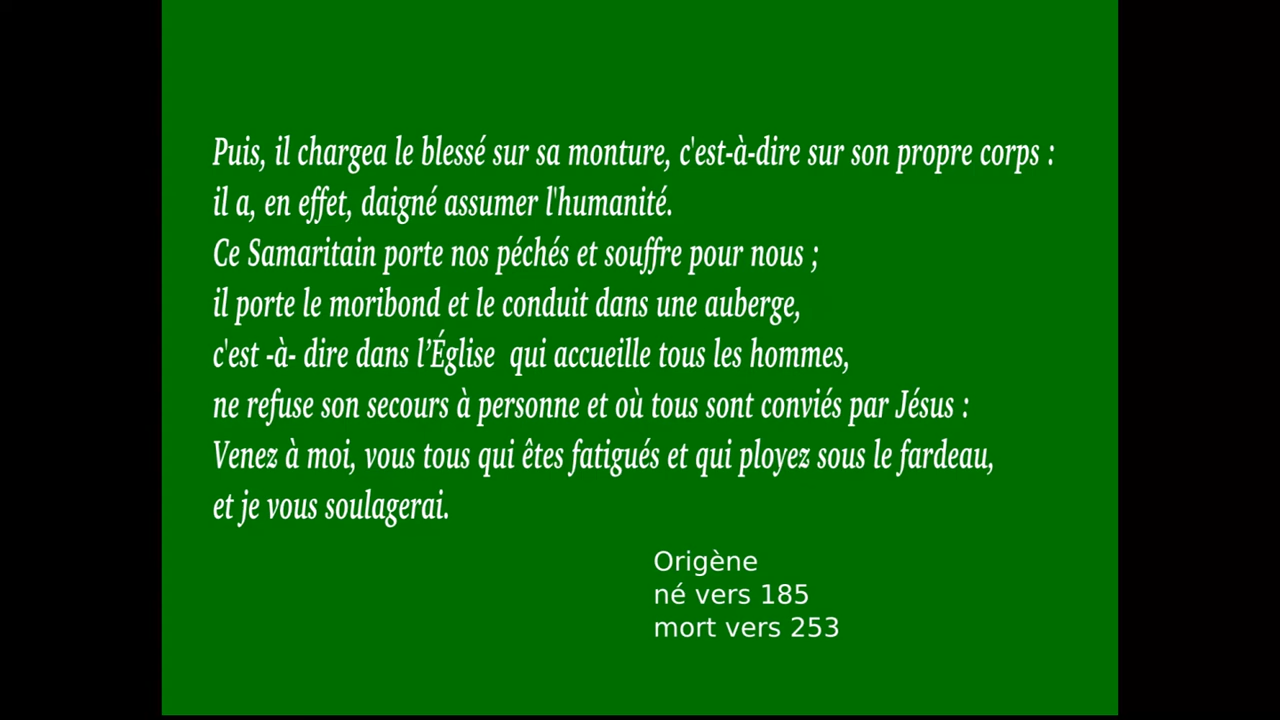 Puis, il chargea le blessé sur sa monture, c'est-à-dire sur son propre corps :
il a, en effet, daigné assumer l'humanité.
Ce Samaritain porte nos péchés et souffre pour nous ;
il porte le moribond et le conduit dans une auberge,
c'est -à- dire dans l’Église  qui accueille tous les hommes,
ne refuse son secours à personne et où tous sont conviés par Jésus :
Venez à moi, vous tous qui êtes fatigués et qui ployez sous le fardeau,
et je vous soulagerai.
Origène
né vers 185
mort vers 253